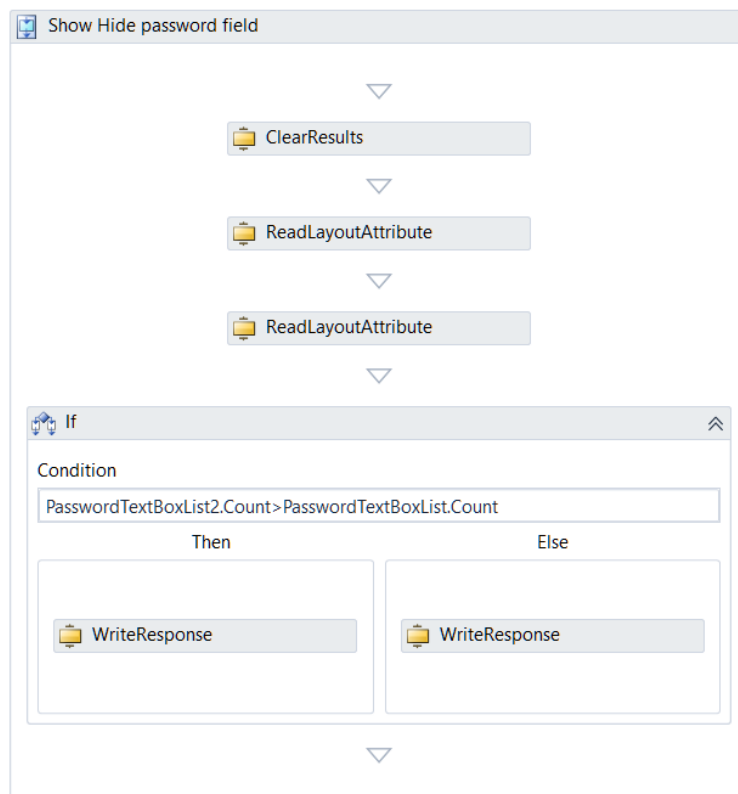 Show Hide password field
ClearResults
ReadLayoutAttribute
ReadLayoutAttribute
If
Condition
PasswordTextBoxList2.Count>PasswordTextBoxList.Count
Then
Else
WriteResponse
WriteResponse